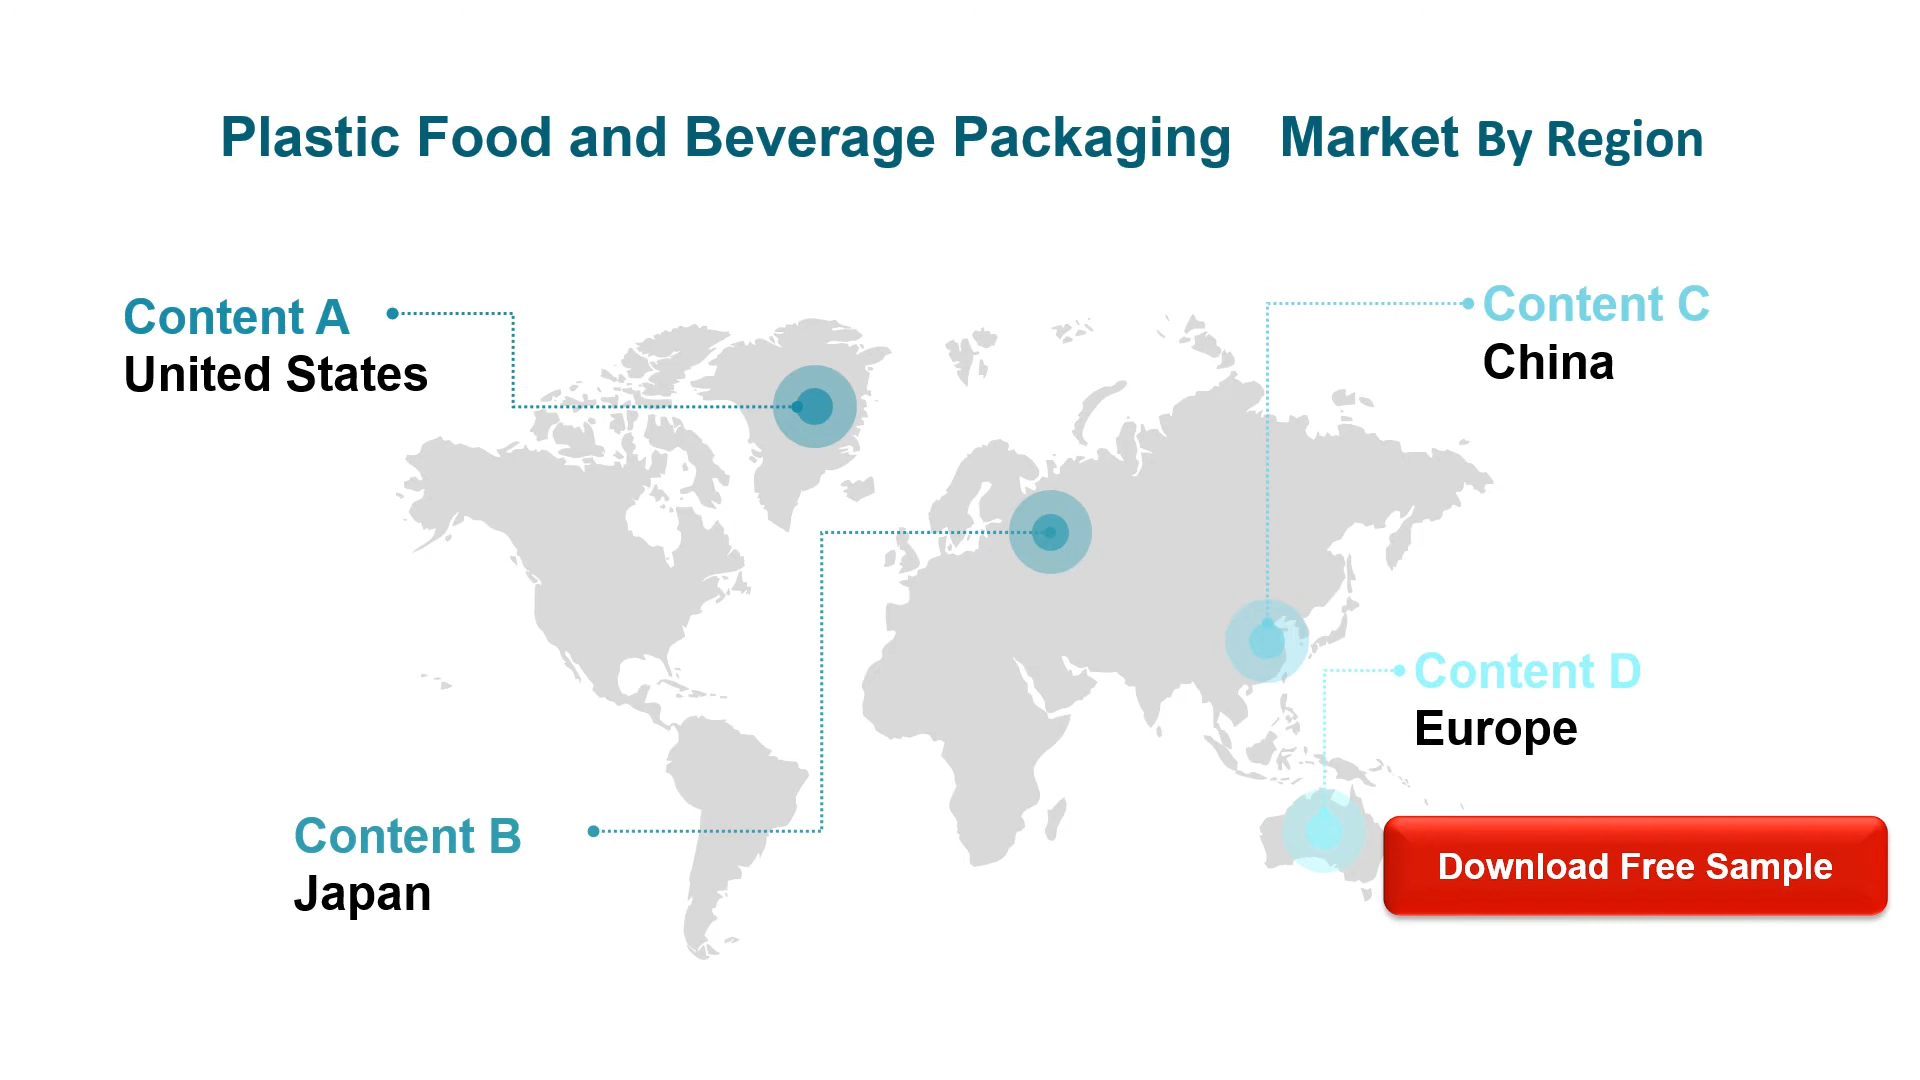 Plastic Food and Beverage Packaging Market By Region
Content A
United States
Content C
China
Content D
Europe
Content B
Japan
Download Free Sample